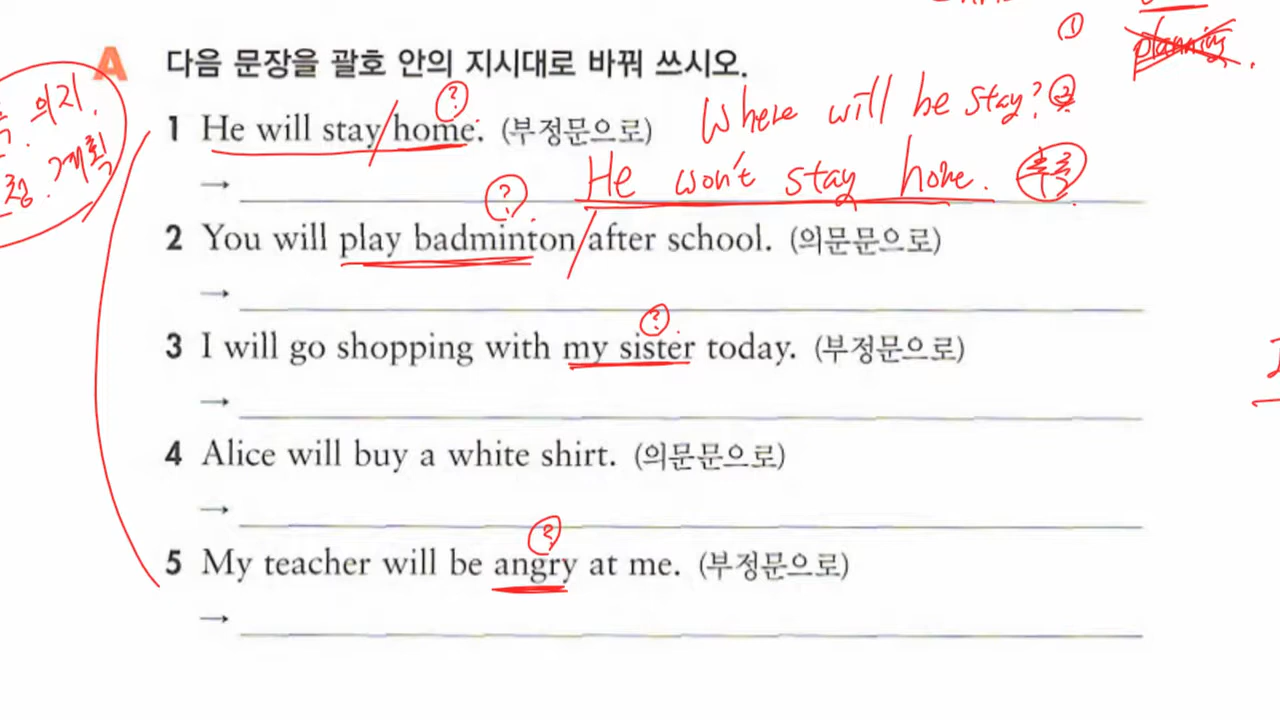 ①
planning.
A 다음 문장을 괄호 안의 지시대로 바꿔 쓰시오.
의지.
계획
Where will he stay? ②
?
1 He will stay/home. (부정문으로)
→ He won't stay home. 추측
?
2 You will play badminton/after school. (의문문으로)
→
?
3 I will go shopping with my sister today. (부정문으로)
→
4 Alice will buy a white shirt. (의문문으로)
→
?
5 My teacher will be angry at me. (부정문으로)
→